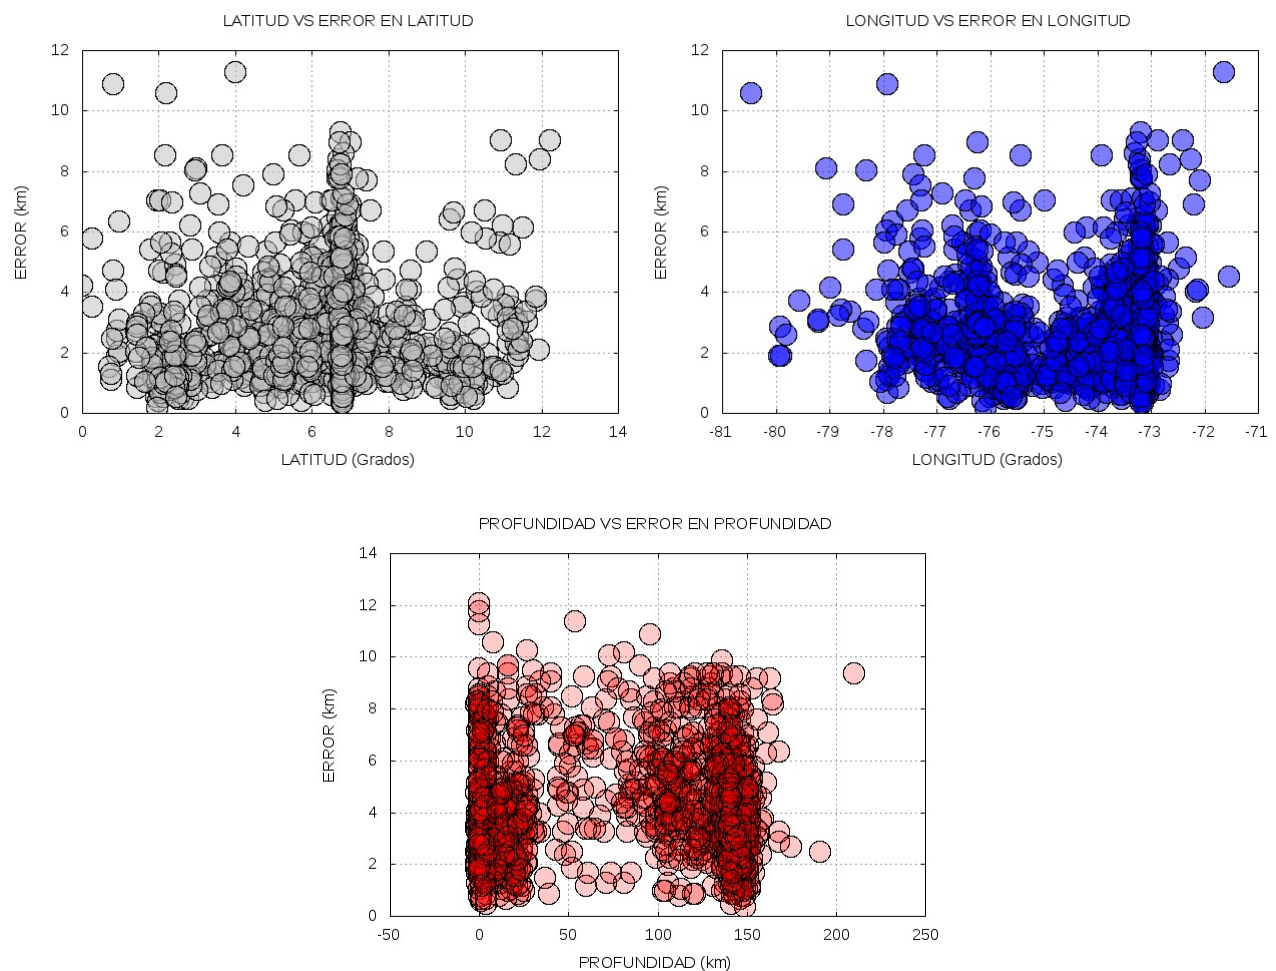 LATITUD VS ERROR EN LATITUD
12
10
8
6
4
2
0
ERROR (km)
0 2 4 6 8 10 12 14
LATITUD (Grados)
LONGITUD VS ERROR EN LONGITUD
12
10
8
6
4
2
0
ERROR (km)
-81 -80 -79 -78 -77 -76 -75 -74 -73 -72 -71
LONGITUD (Grados)
PROFUNDIDAD VS ERROR EN PROFUNDIDAD
14
12
10
8
6
4
2
0
ERROR (km)
-50 0 50 100 150 200 250
PROFUNDIDAD (km)